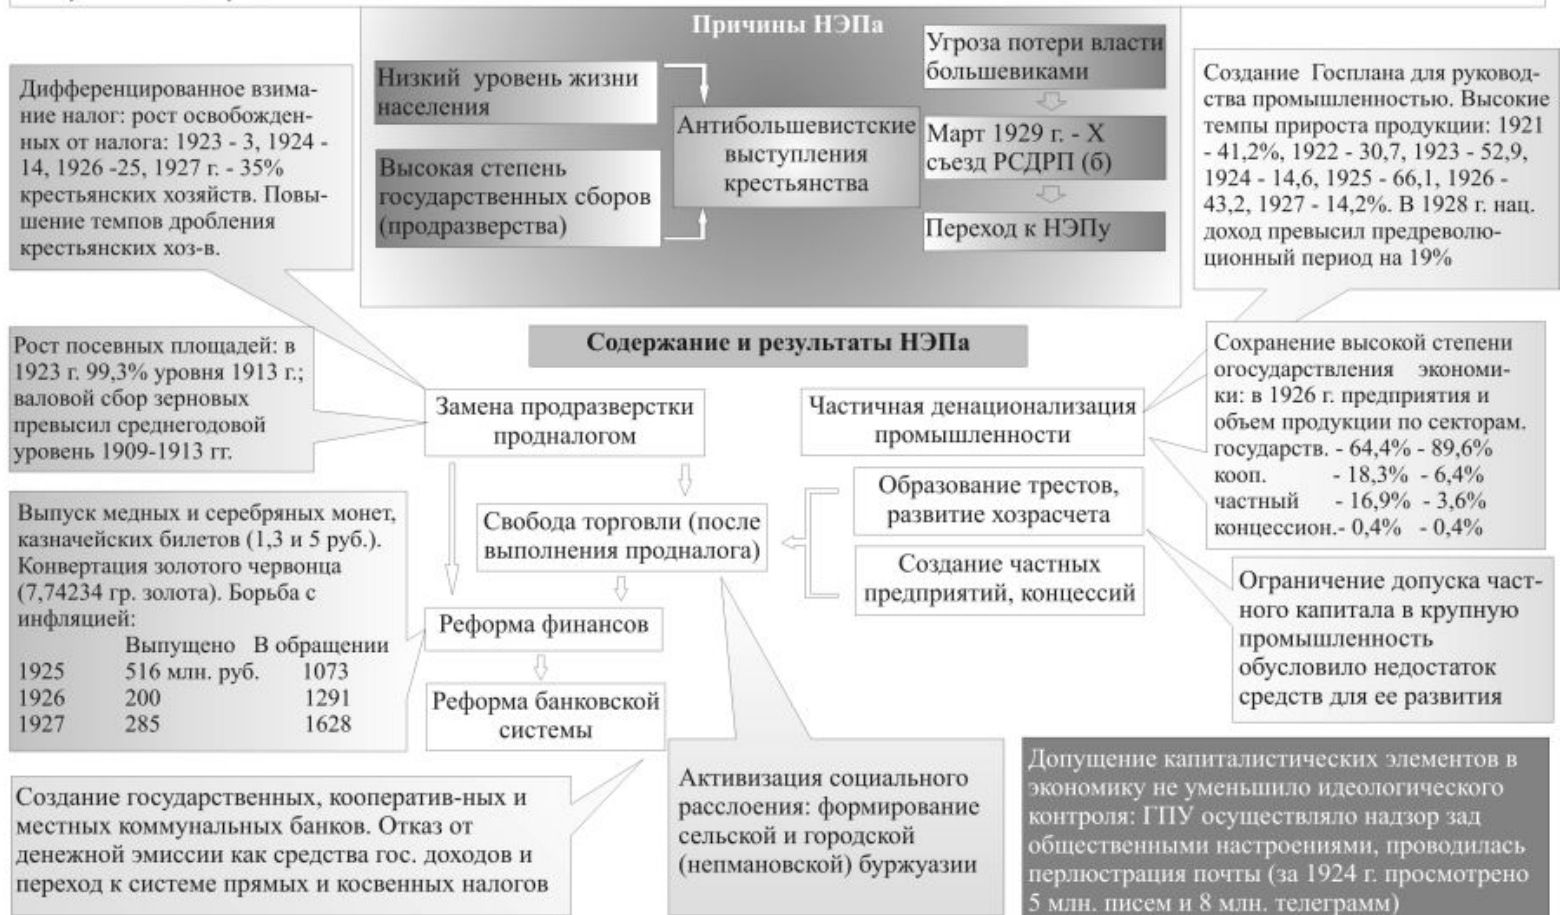 Причины НЭПа
Низкий уровень жизни
населения
Высокая степень
государственных сборов
(продразверства)
Антибольшевистские
выступления
крестьянства
Угроза потери власти
большевиками
Март 1929 г. - X
съезд РСДРП (б)
Переход к НЭПу
Дифференцированное взима-
ние налог: рост освобожден-
ных от налога: 1923 - 3, 1924 -
14, 1926 -25, 1927 г. - 35%
крестьянских хозяйств. Повы-
шение темпов дробления
крестьянских хоз-в.
Создание Госплана для руковод-
ства промышленностью. Высокие
темпы прироста продукции: 1921
- 41,2%, 1922 - 30,7, 1923 - 52,9,
1924 - 14,6, 1925 - 66,1, 1926 -
43,2, 1927 - 14,2%. В 1928 г. нац.
доход превысил предреволю-
ционный период на 19%
Содержание и результаты НЭПа
Рост посевных площадей: в
1923 г. 99,3% уровня 1913 г.;
валовой сбор зерновых
превысил среднегодовой
уровень 1909-1913 гг.
Замена продразверстки
продналогом
Частичная денационализация
промышленности
Сохранение высокой степени
огосударствления экономи-
ки: в 1926 г. предприятия и
объем продукции по секторам.
государств. - 64,4% - 89,6%
кооп. - 18,3% - 6,4%
частный - 16,9% - 3,6%
концессион.- 0,4% - 0,4%
Образование трестов,
развитие хозрасчета
Создание частных
предприятий, концессий
Свобода торговли (после
выполнения продналога)
Выпуск медных и серебряных монет,
казначейских билетов (1,3 и 5 руб.).
Конвертация золотого червонца
(7,74234 гр. золота). Борьба с
инфляцией:
Выпущено В обращении
1925 516 млн. руб. 1073
1926 200 1291
1927 285 1628
Реформа финансов
Реформа банковской
системы
Ограничение допуска част-
ного капитала в крупную
промышленность
обусловило недостаток
средств для ее развития
Создание государственных, кооператив-ных и
местных коммунальных банков. Отказ от
денежной эмиссии как средства гос. доходов и
переход к системе прямых и косвенных налогов
Активизация социального
расслоения: формирование
сельской и городской
(непмановской) буржуазии
Допущение капиталистических элементов в
экономику не уменьшило идеологического
контроля: ГПУ осуществляло надзор зад
общественными настроениями, проводилась
перлюстрация почты (за 1924 г. просмотрено
5 млн. писем и 8 млн. телеграмм)